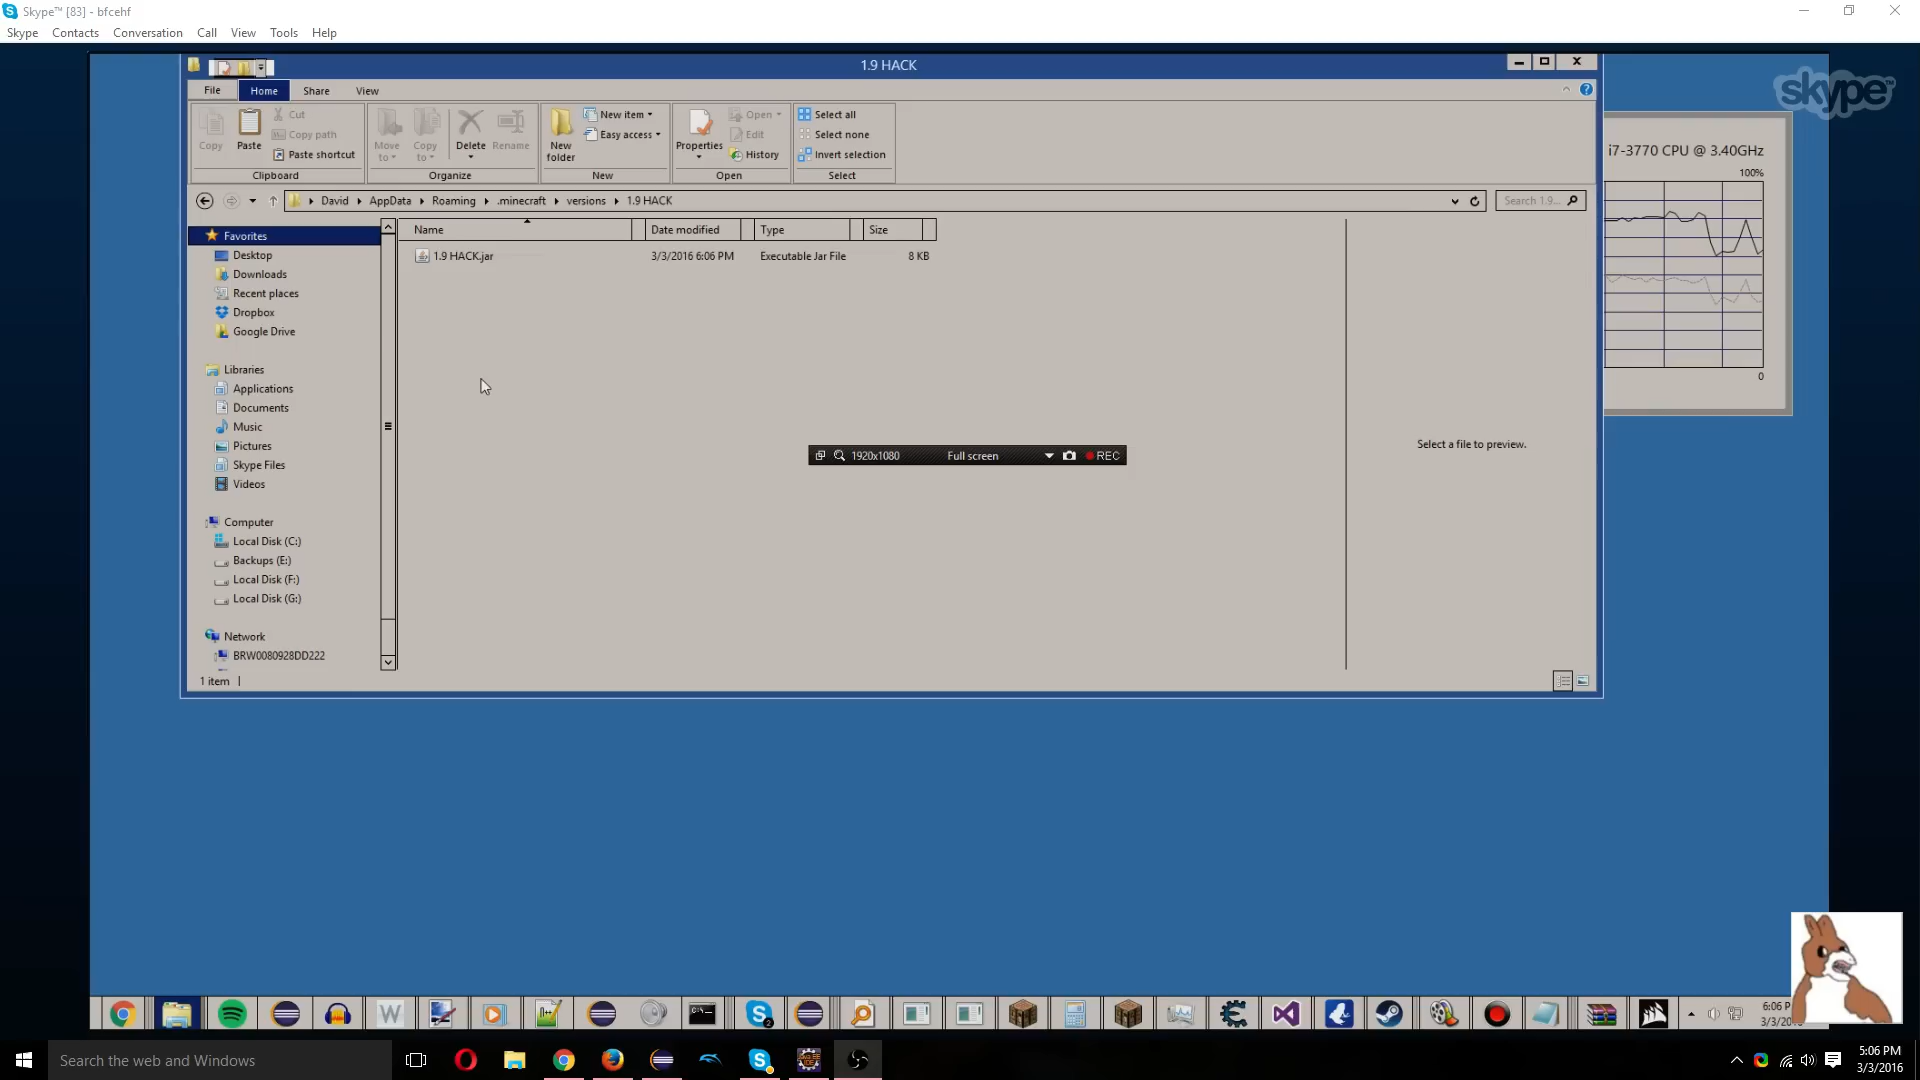 Skype™ [83] - bfcehf
Skype Contacts Conversation Call View Tools Help
1.9 HACK
skype
File Home Share View
Copy
Paste
Cut
Copy path
Paste shortcut
Clipboard
Move to
Copy to
Delete
Rename
Organize
New folder
New item
Easy access
New
Properties
Open
Edit
History
Open
Select all
Select none
Invert selection
Select
i7-3770 CPU @ 3.40GHz
100%
0
David AppData Roaming .minecraft versions 1.9 HACK
Search 1.9...
Name Date modified Type Size
1.9 HACK.jar 3/3/2016 6:06 PM Executable Jar File 8 KB
Favorites
Desktop
Downloads
Recent places
Dropbox
Google Drive
Libraries
Applications
Documents
Music
Pictures
Skype Files
Videos
Computer
Local Disk (C:)
Backups (E:)
Local Disk (F:)
Local Disk (G:)
Network
BRW0080928DD222
1920x1080 Full screen REC
Select a file to preview.
1 item
6:06 P
3/3/
Search the web and Windows
5:06 PM
3/3/2016